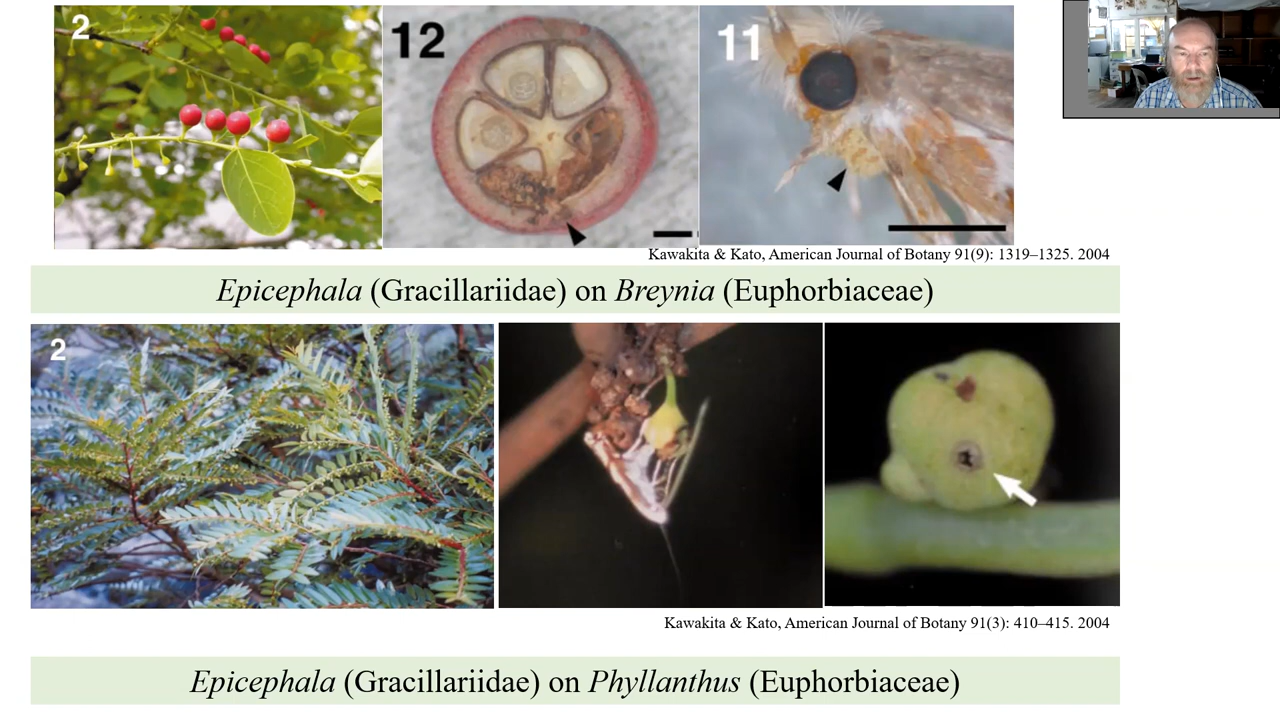 2
12
11
Kawakita & Kato, American Journal of Botany 91(9): 1319–1325. 2004
Epicephala (Gracillariidae) on Breynia (Euphorbiaceae)
2
Kawakita & Kato, American Journal of Botany 91(3): 410–415. 2004
Epicephala (Gracillariidae) on Phyllanthus (Euphorbiaceae)